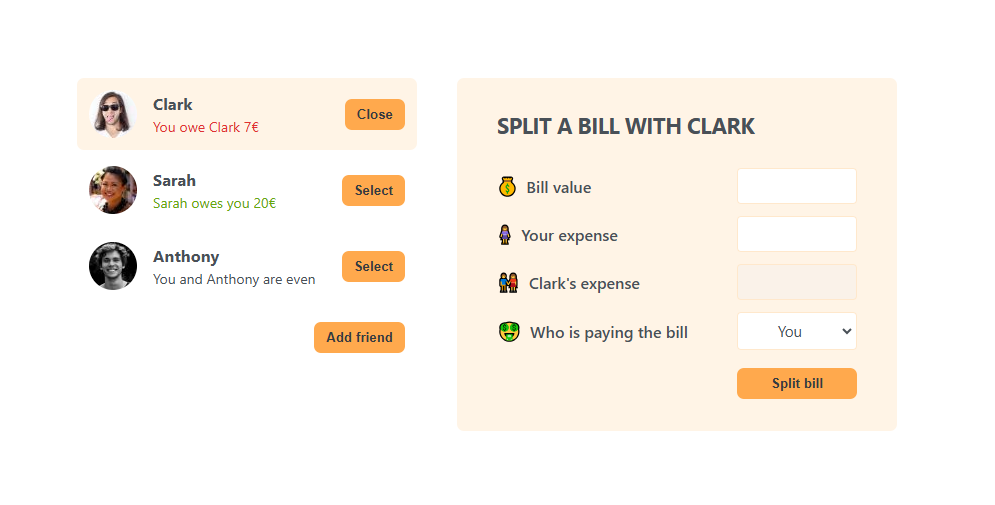 Clark
You owe Clark 7€
Close
Sarah
Sarah owes you 20€
Select
Anthony
You and Anthony are even
Select
Add friend
SPLIT A BILL WITH CLARK
Bill value
Your expense
Clark's expense
Who is paying the bill
You
Split bill